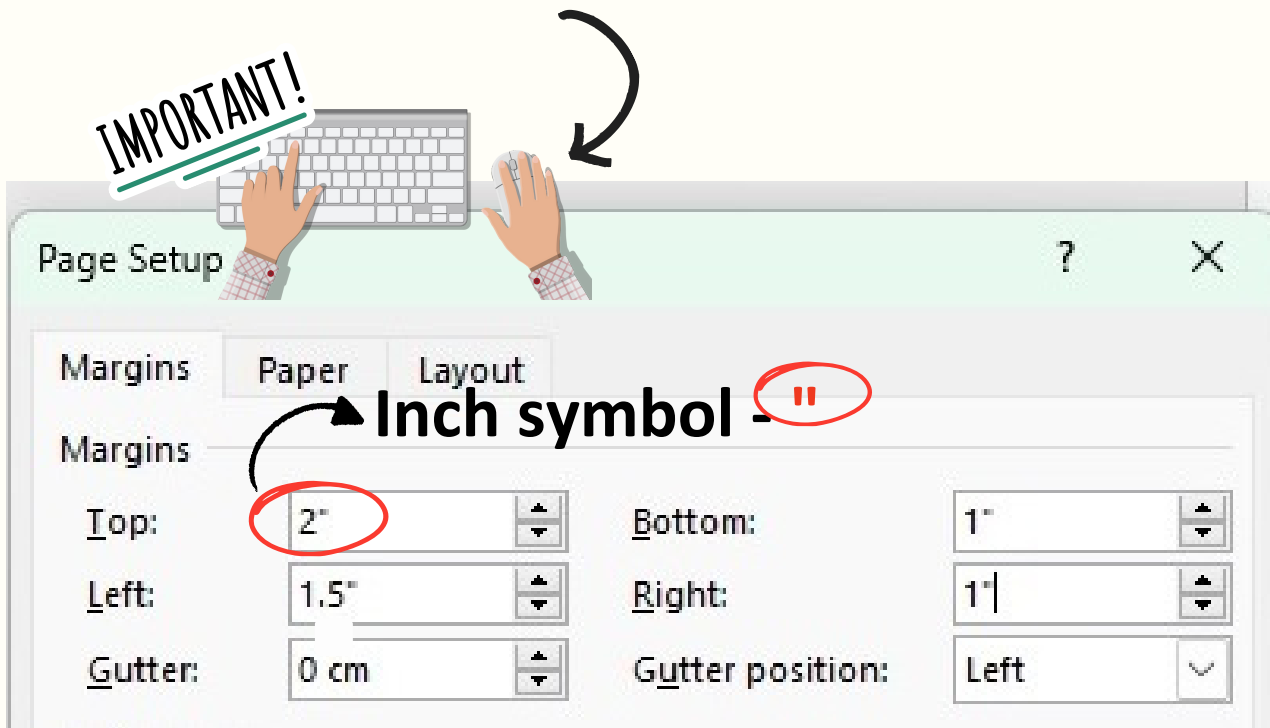 IMPORTANT!
Page Setup ?
Margins Paper Layout
Inch symbol - "
Margins
Top: 2" Bottom: 1"
Left: 1.5" Right: 1"
Gutter: 0 cm Gutter position: Left